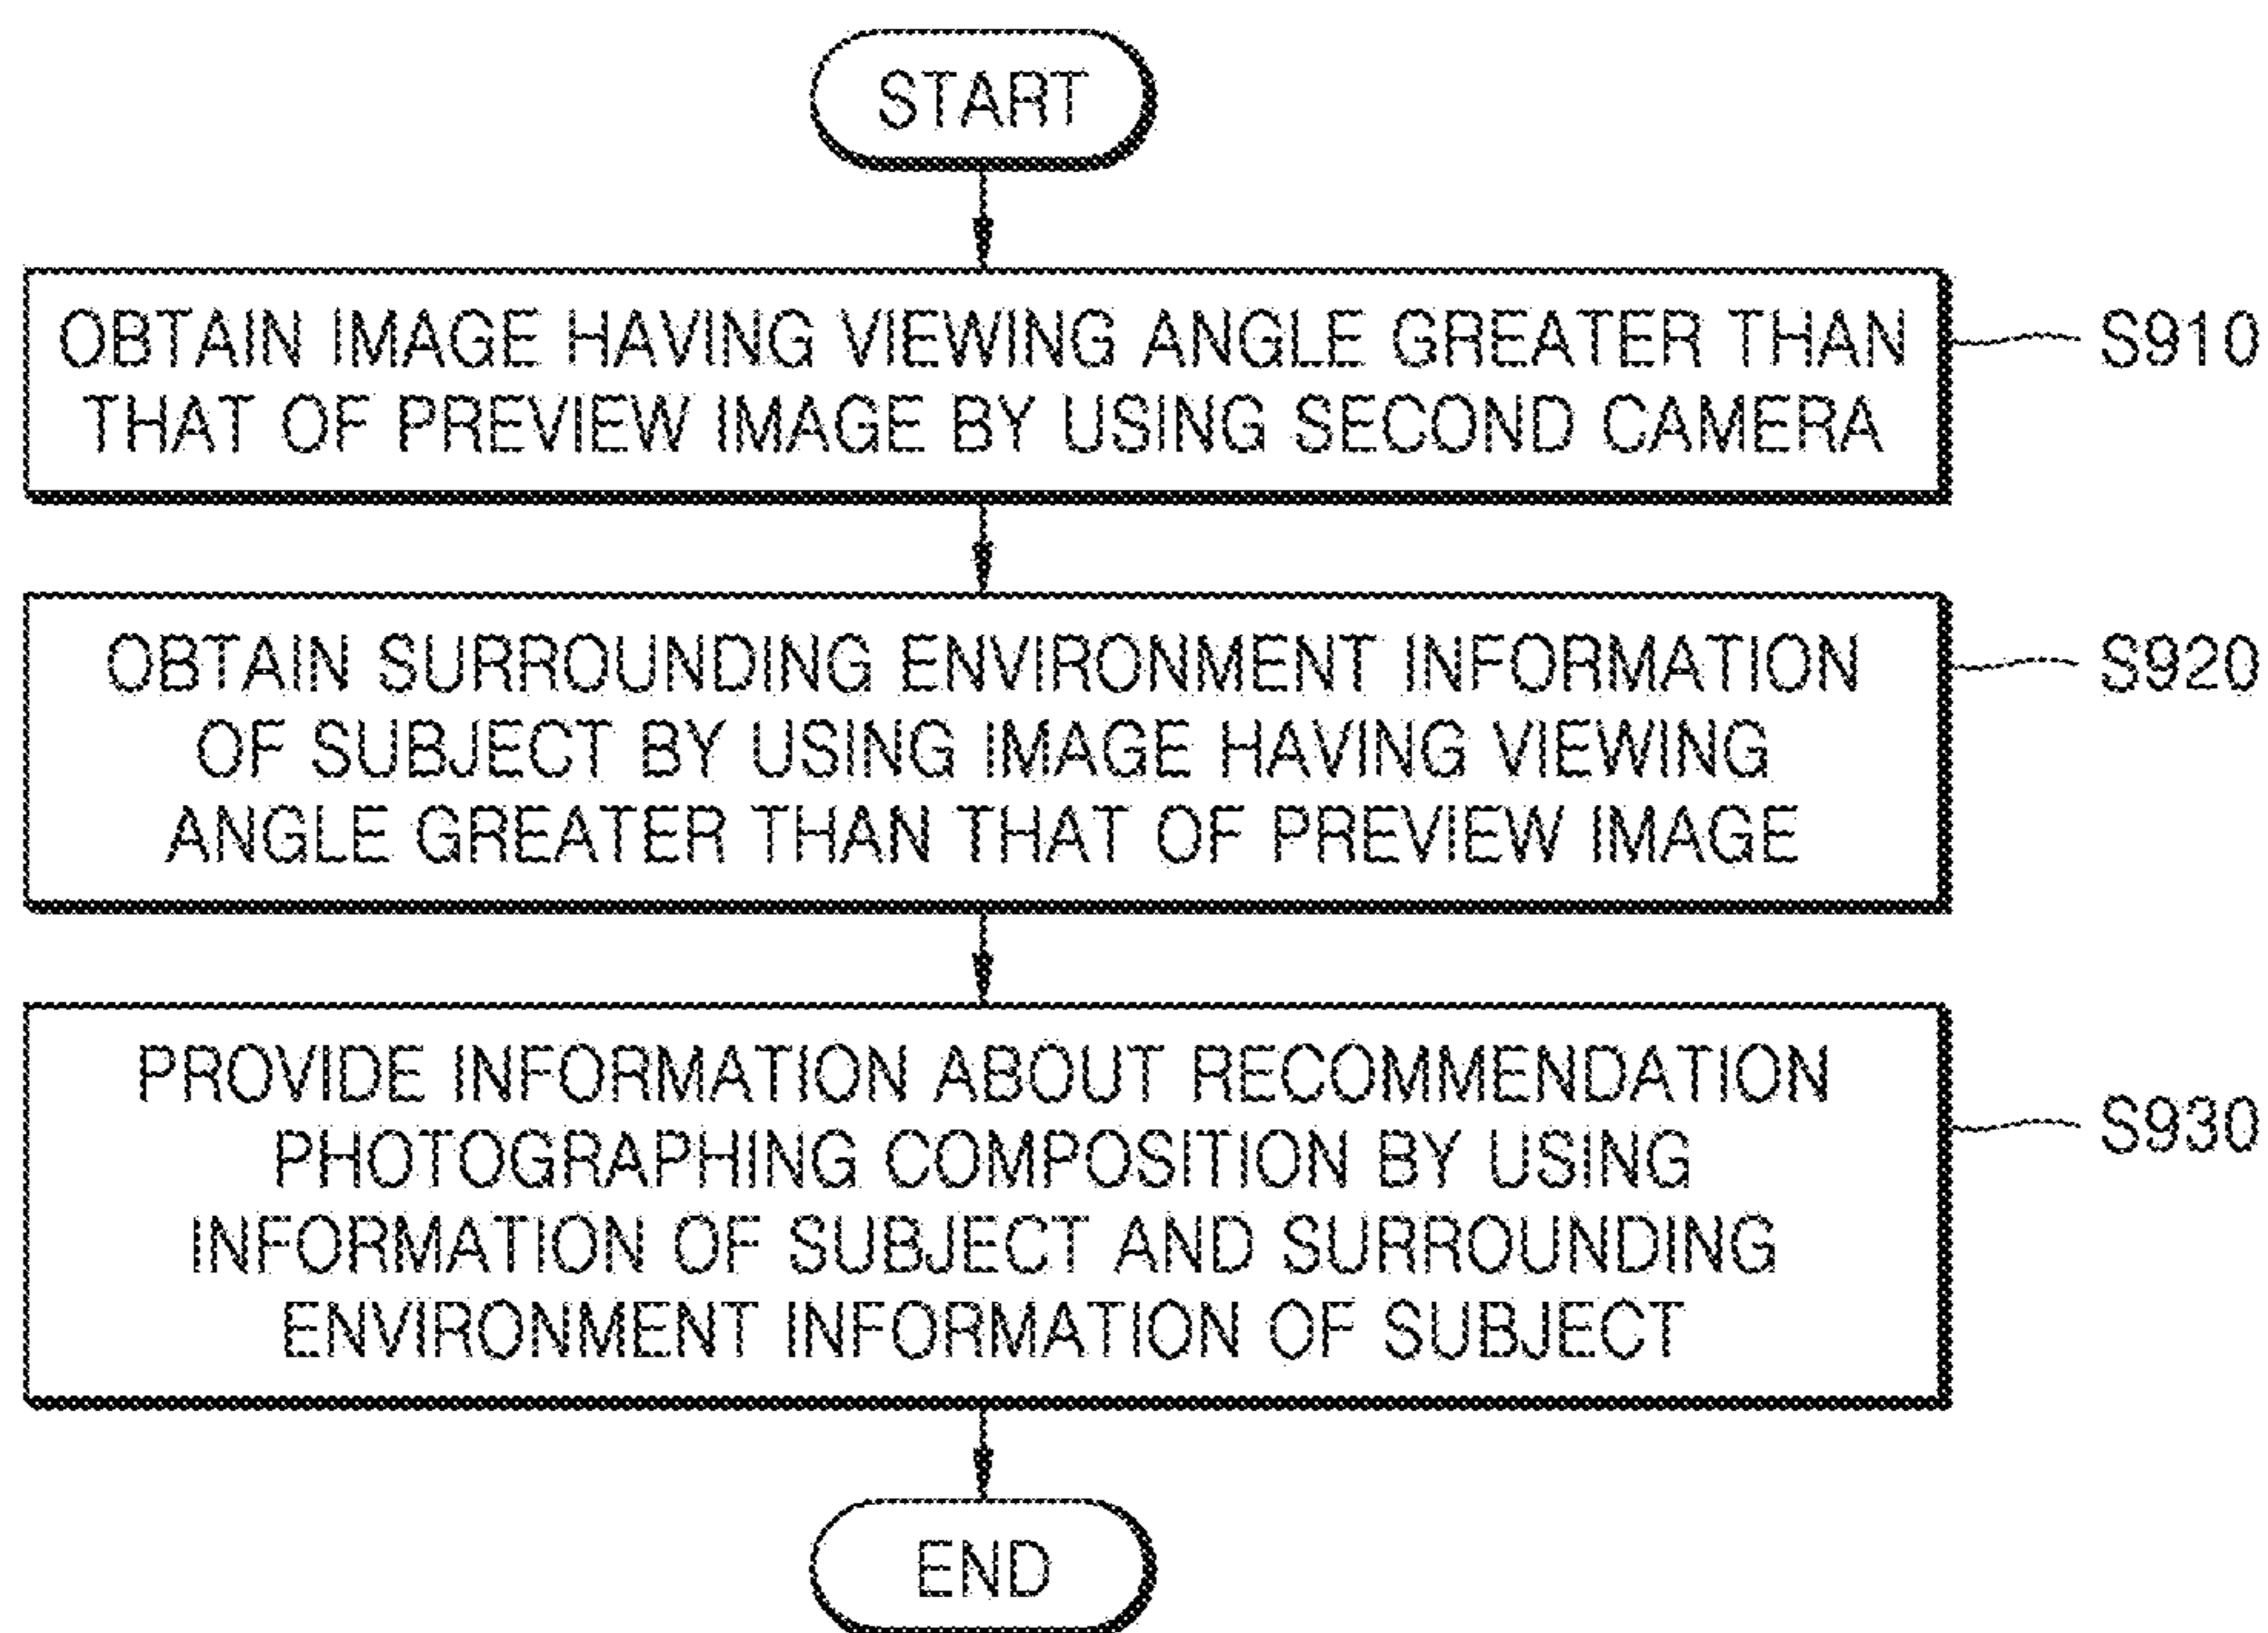 START
OBTAIN IMAGE HAVING VIEWING ANGLE GREATER THAN
THAT OF PREVIEW IMAGE BY USING SECOND CAMERA
S910
OBTAIN SURROUNDING ENVIRONMENT INFORMATION
OF SUBJECT BY USING IMAGE HAVING VIEWING
ANGLE GREATER THAN THAT OF PREVIEW IMAGE
S920
PROVIDE INFORMATION ABOUT RECOMMENDATION
PHOTOGRAPHING COMPOSITION BY USING
INFORMATION OF SUBJECT AND SURROUNDING
ENVIRONMENT INFORMATION OF SUBJECT
S930
END